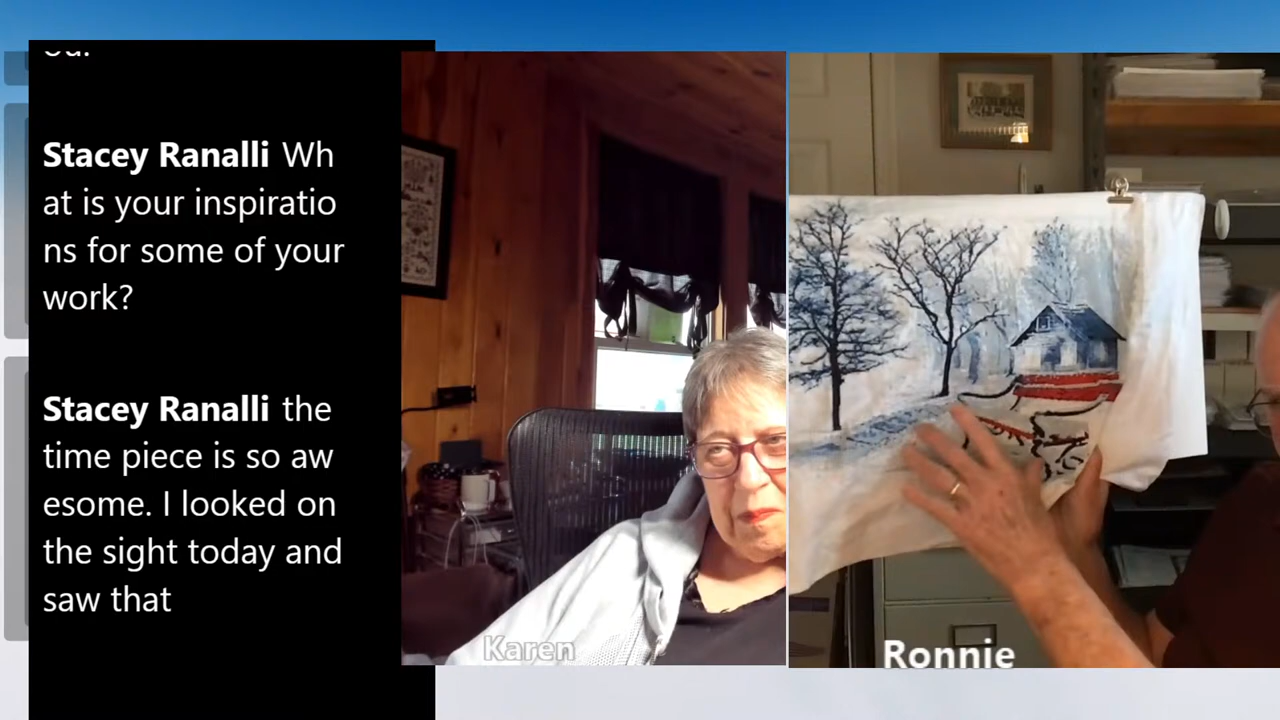 Stacey Ranalli Wh
at is your inspiratio
ns for some of your
work?
Stacey Ranalli the
time piece is so aw
esome. I looked on
the sight today and
saw that
Karen
Ronnie